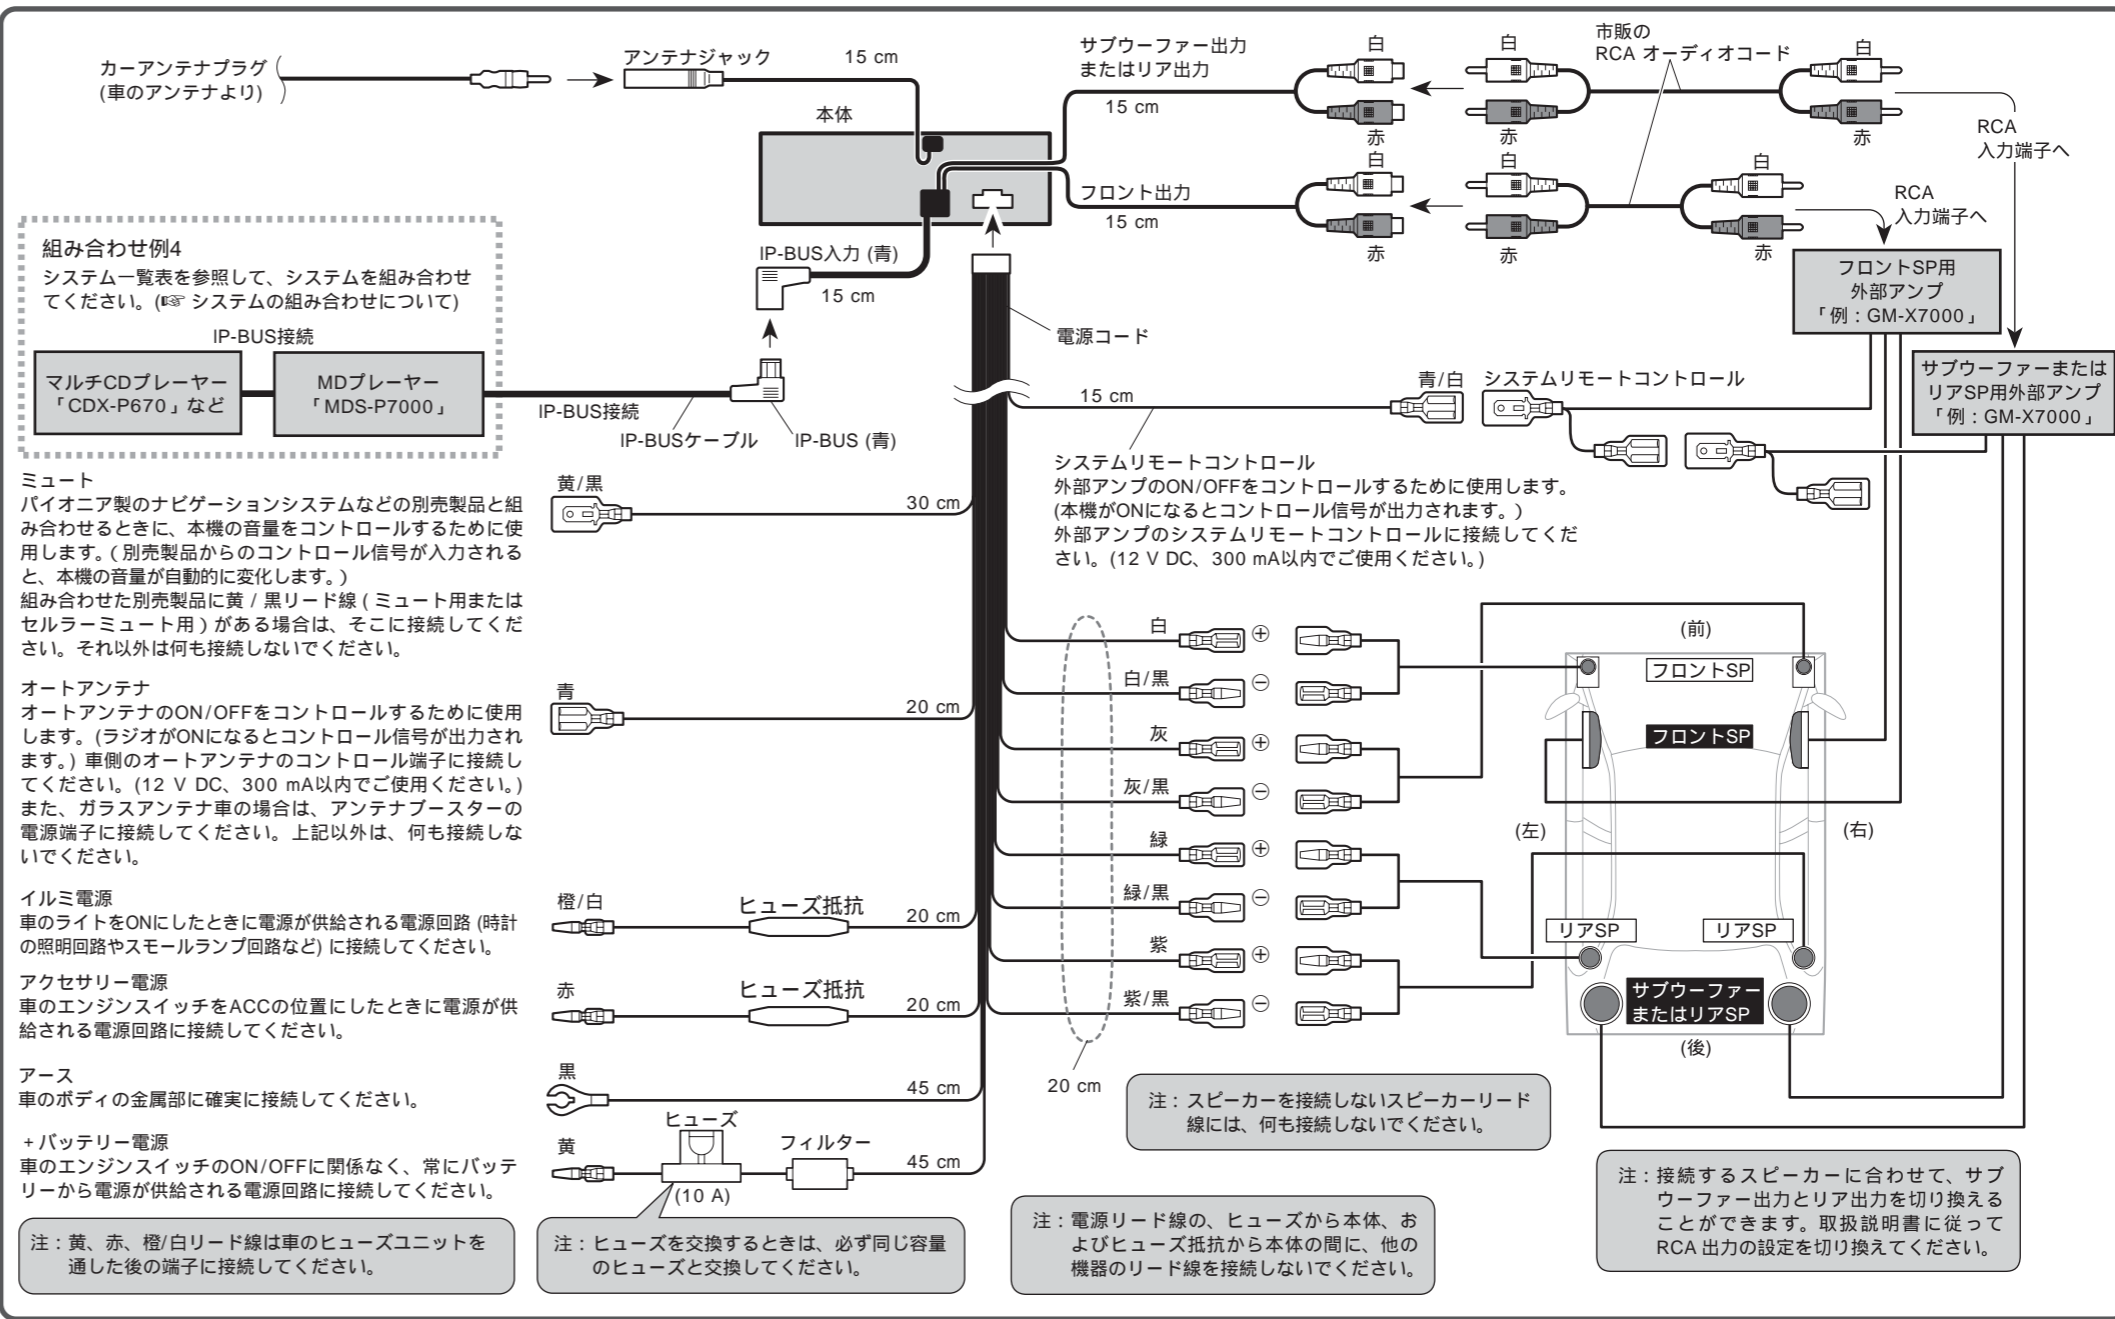 カーアンテナプラグ
(車のアンテナより)
アンテナジャック
15 cm
本体
サブウーファー出力
またはリア出力
15 cm
白
赤
白
赤
市販の
RCA オーディオコード
白
赤
RCA
入力端子へ
フロント出力
15 cm
白
赤
白
赤
白
赤
RCA
入力端子へ
フロントSP用
外部アンプ
「例：GM-X7000」
サブウーファーまたは
リアSP用外部アンプ
「例：GM-X7000」
組み合わせ例4
システム一覧表を参照して、システムを組み合わせ
てください。(☞ システムの組み合わせについて)
IP-BUS接続
マルチCDプレーヤー
「CDX-P670」など
MDプレーヤー
「MDS-P7000」
IP-BUS入力 (青)
15 cm
IP-BUS接続
IP-BUSケーブル
IP-BUS (青)
電源コード
15 cm
青/白
システムリモートコントロール
システムリモートコントロール
外部アンプのON/OFFをコントロールするために使用します。
(本機がONになるとコントロール信号が出力されます。)
外部アンプのシステムリモートコントロールに接続してくだ
さい。(12 V DC、300 mA以内でご使用ください。)
ミュート
パイオニア製のナビゲーションシステムなどの別売製品と組
み合わせるときに、本機の音量をコントロールするために使
用します。(別売製品からのコントロール信号が入力される
と、本機の音量が自動的に変化します。)
組み合わせた別売製品に黄 / 黒リード線 (ミュート用または
セルラーミュート用) がある場合は、そこに接続してくだ
さい。それ以外は何も接続しないでください。
黄/黒
30 cm
オートアンテナ
オートアンテナのON/OFFをコントロールするために使用
します。(ラジオがONになるとコントロール信号が出力され
ます。) 車側のオートアンテナのコントロール端子に接続し
てください。(12 V DC、300 mA以内でご使用ください。)
また、ガラスアンテナ車の場合は、アンテナブースターの
電源端子に接続してください。上記以外は、何も接続しな
いでください。
青
20 cm
イルミ電源
車のライトをONにしたときに電源が供給される電源回路 (時計
の照明回路やスモールランプ回路など) に接続してください。
橙/白
ヒューズ抵抗
20 cm
アクセサリー電源
車のエンジンスイッチをACCの位置にしたときに電源が供
給される電源回路に接続してください。
赤
ヒューズ抵抗
20 cm
アース
車のボディの金属部に確実に接続してください。
黒
45 cm
+バッテリー電源
車のエンジンスイッチのON/OFFに関係なく、常にバッテ
リーから電源が供給される電源回路に接続してください。
黄
ヒューズ
(10 A)
フィルター
45 cm
注：黄、赤、橙/白リード線は車のヒューズユニットを
通した後の端子に接続してください。
注：ヒューズを交換するときは、必ず同じ容量
のヒューズと交換してください。
白 ⊕
白/黒 ⊖
灰 ⊕
灰/黒 ⊖
緑 ⊕
緑/黒 ⊖
紫 ⊕
紫/黒 ⊖
20 cm
(前)
フロントSP
フロントSP
(左)
(右)
リアSP
リアSP
サブウーファー
またはリアSP
(後)
注：スピーカーを接続しないスピーカーリード
線には、何も接続しないでください。
注：電源リード線の、ヒューズから本体、お
よびヒューズ抵抗から本体の間に、他の
機器のリード線を接続しないでください。
注：接続するスピーカーに合わせて、サブ
ウーファー出力とリア出力を切り換える
ことができます。取扱説明書に従って
RCA 出力の設定を切り換えてください。